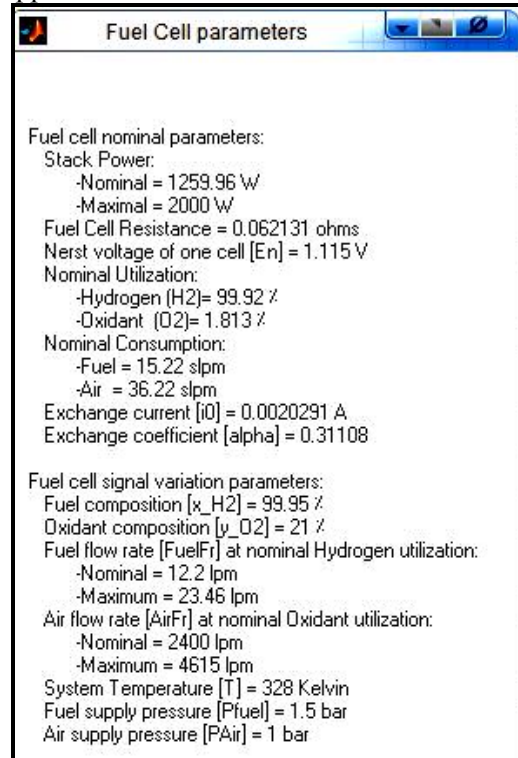 Fuel Cell parameters
Fuel cell nominal parameters:
Stack Power:
-Nominal = 1259.96 W
-Maximal = 2000 W
Fuel Cell Resistance = 0.062131 ohms
Nerst voltage of one cell [En] = 1.115 V
Nominal Utilization:
-Hydrogen (H2)= 99.92 %
-Oxidant (O2)= 1.813 %
Nominal Consumption:
-Fuel = 15.22 slpm
-Air = 36.22 slpm
Exchange current [i0] = 0.0020291 A
Exchange coefficient [alpha] = 0.31108
Fuel cell signal variation parameters:
Fuel composition [x_H2] = 99.95 %
Oxidant composition [y_O2] = 21 %
Fuel flow rate [FuelFr] at nominal Hydrogen utilization:
-Nominal = 12.2 lpm
-Maximum = 23.46 lpm
Air flow rate [AirFr] at nominal Oxidant utilization:
-Nominal = 2400 lpm
-Maximum = 4615 lpm
System Temperature [T] = 328 Kelvin
Fuel supply pressure [Pfuel] = 1.5 bar
Air supply pressure [PAir] = 1 bar